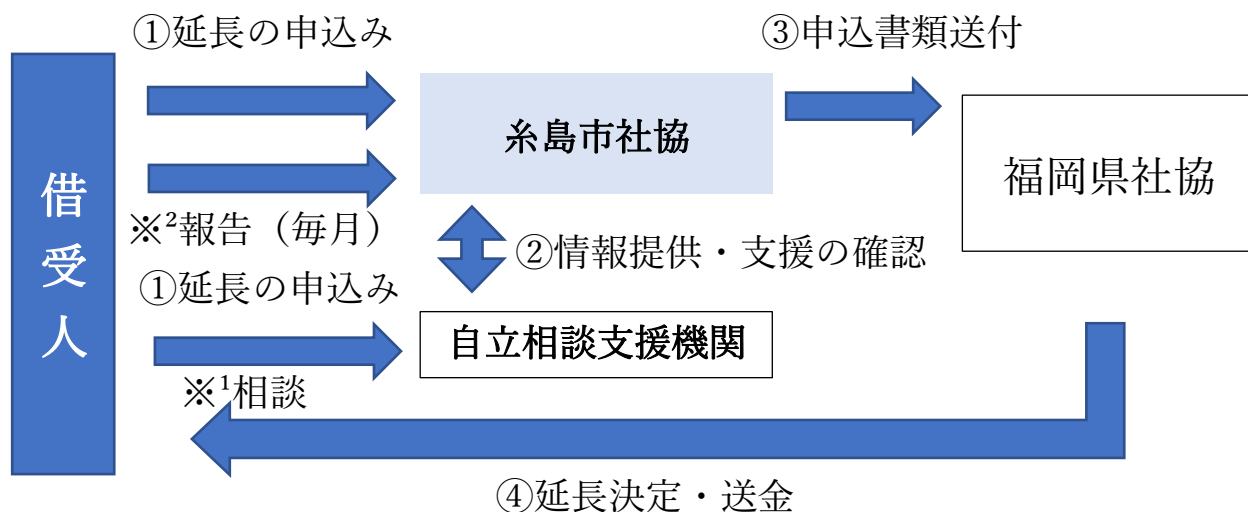 ①延長の申込み
③申込書類送付
借受人
糸島市社協
福岡県社協
※²報告（毎月）
②情報提供・支援の確認
①延長の申込み
自立相談支援機関
※¹相談
④延長決定・送金